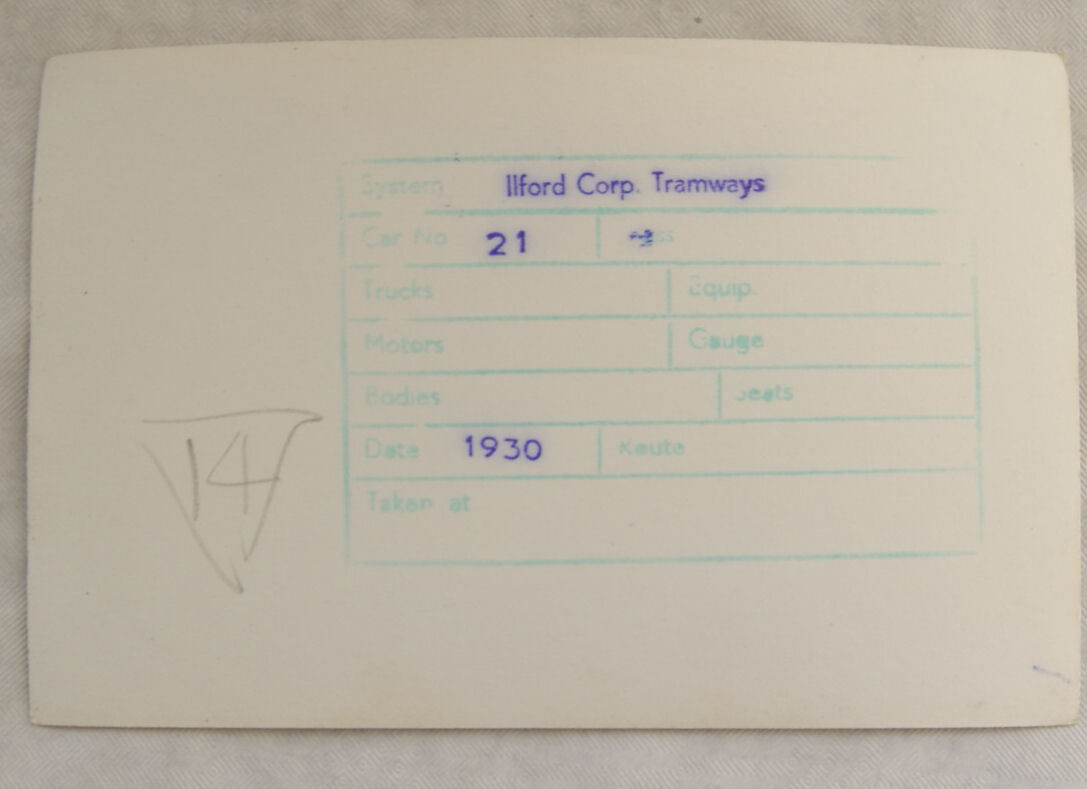 System Ilford Corp. Tramways
Car No 21
Trucks Equip.
Motors Gauge
Bodies Seats
Date 1930 Route
Taken at
14